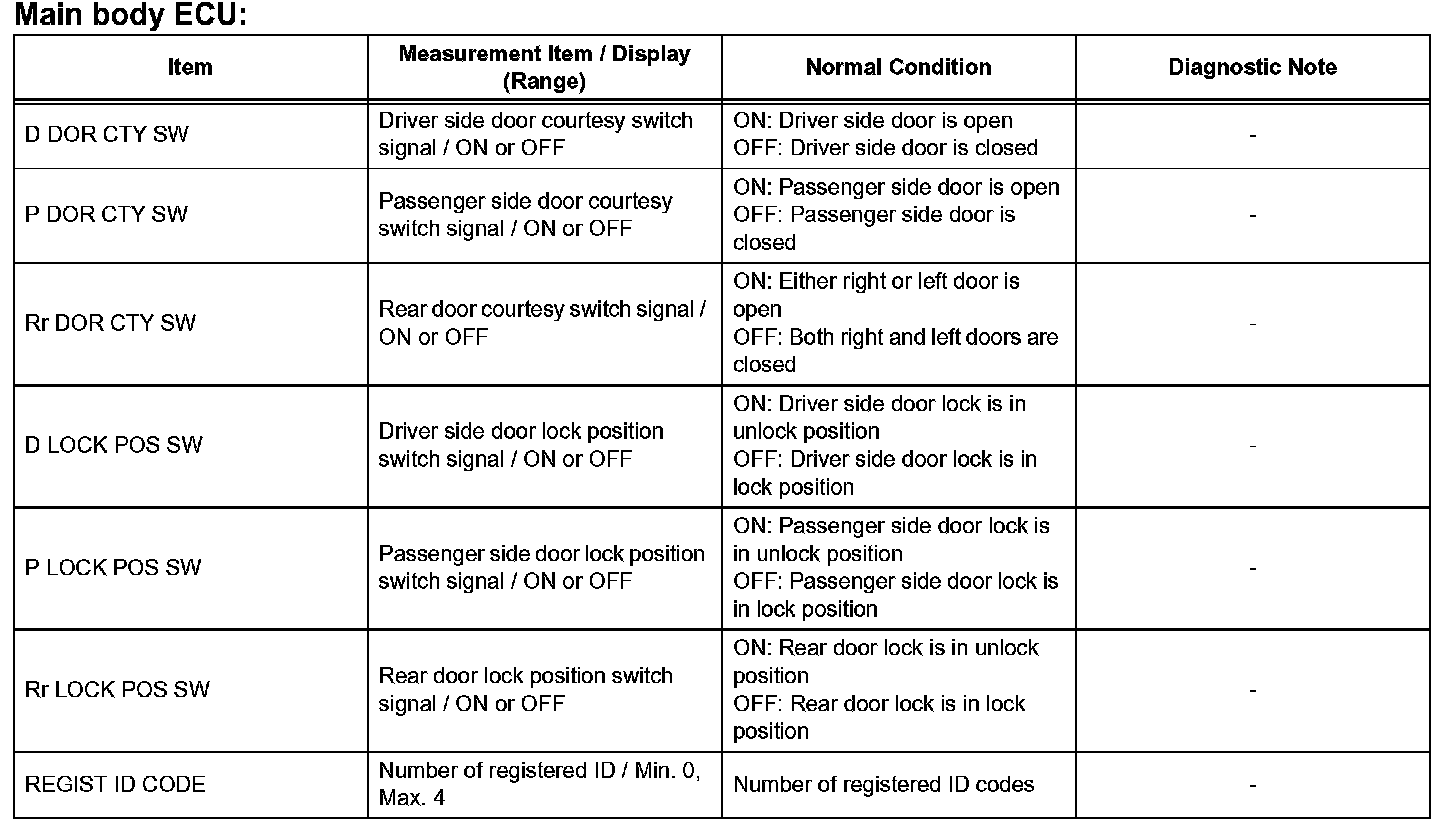 Main body ECU:
Item
Measurement Item / Display
(Range)
Normal Condition
Diagnostic Note
D DOR CTY SW
Driver side door courtesy switch
signal / ON or OFF
ON: Driver side door is open
OFF: Driver side door is closed
-
P DOR CTY SW
Passenger side door courtesy
switch signal / ON or OFF
ON: Passenger side door is open
OFF: Passenger side door is
closed
-
Rr DOR CTY SW
Rear door courtesy switch signal /
ON or OFF
ON: Either right or left door is
open
OFF: Both right and left doors are
closed
-
D LOCK POS SW
Driver side door lock position
switch signal / ON or OFF
ON: Driver side door lock is in
unlock position
OFF: Driver side door lock is in
lock position
-
P LOCK POS SW
Passenger side door lock position
switch signal / ON or OFF
ON: Passenger side door lock is
in unlock position
OFF: Passenger side door lock is
in lock position
-
Rr LOCK POS SW
Rear door lock position switch
signal / ON or OFF
ON: Rear door lock is in unlock
position
OFF: Rear door lock is in lock
position
-
REGIST ID CODE
Number of registered ID / Min. 0,
Max. 4
Number of registered ID codes
-